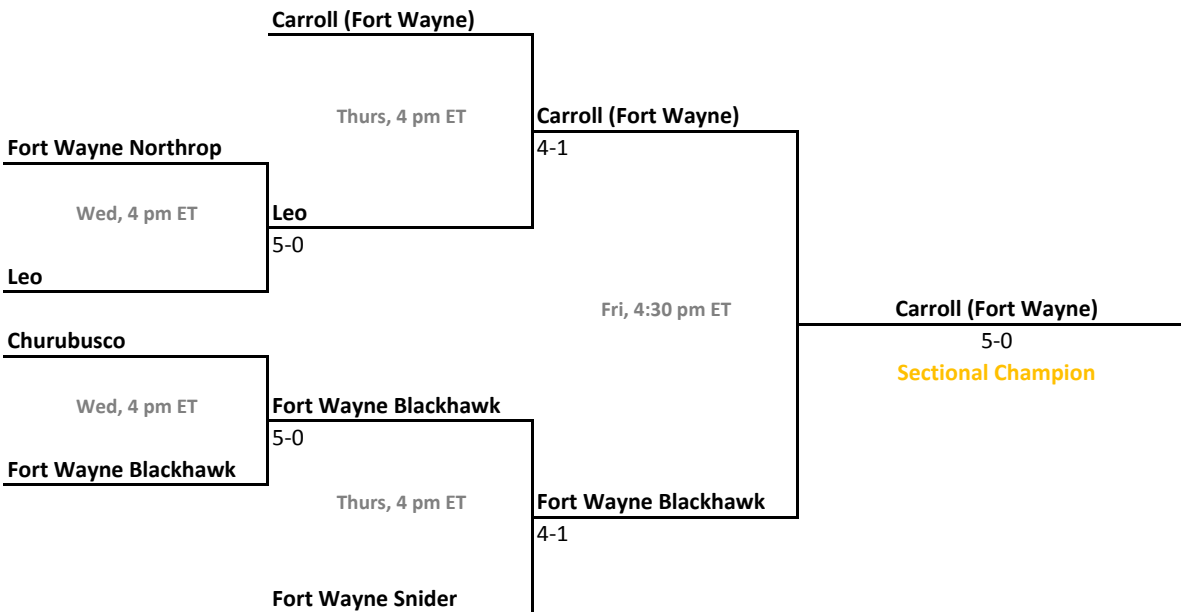 Carroll (Fort Wayne)
Thurs, 4 pm ET
Carroll (Fort Wayne)
Fort Wayne Northrop
4-1
Wed, 4 pm ET
Leo
5-0
Leo
Fri, 4:30 pm ET
Carroll (Fort Wayne)
Churubusco
5-0
Sectional Champion
Wed, 4 pm ET
Fort Wayne Blackhawk
5-0
Fort Wayne Blackhawk
Thurs, 4 pm ET
Fort Wayne Blackhawk
4-1
Fort Wayne Snider